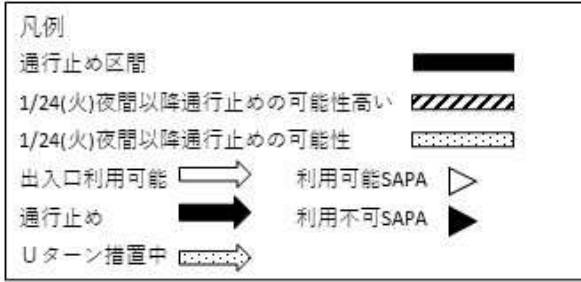 凡例
通行止め区間
1/24(火)夜間以降通行止めの可能性高い
1/24(火)夜間以降通行止めの可能性
出入口利用可能 利用可能SAPA
通行止め 利用不可SAPA
Uターン措置中